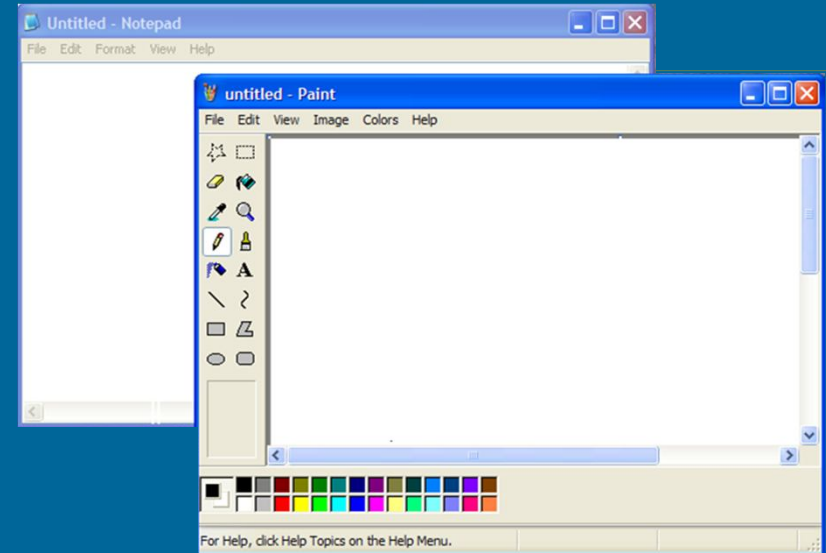 Untitled - Notepad
File Edit Format View Help
untitled - Paint
File Edit View Image Colors Help
A
For Help, click Help Topics on the Help Menu.